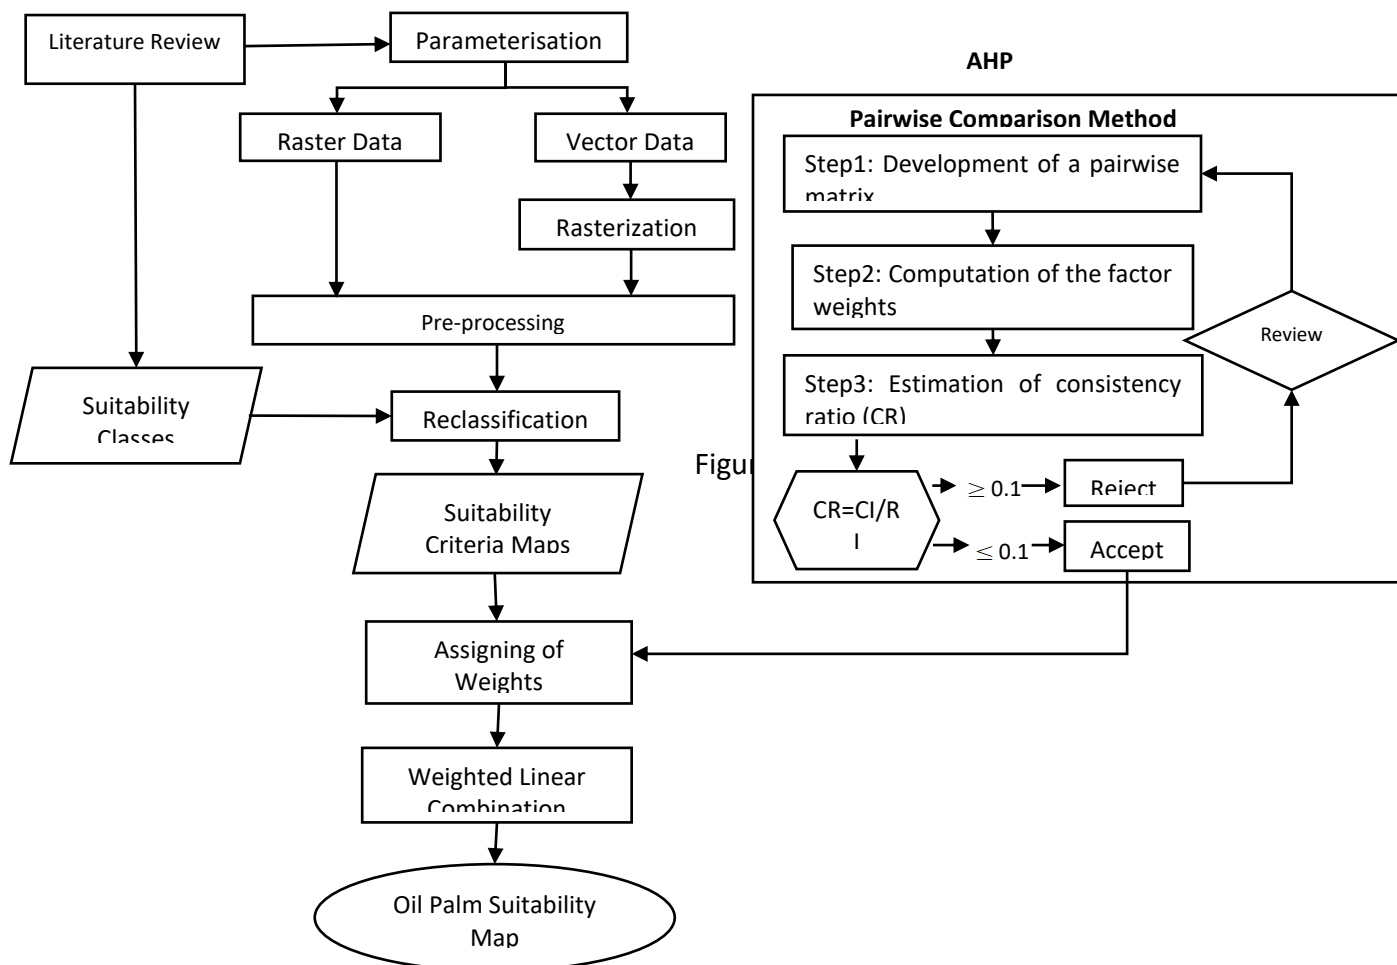 Literature Review
Parameterisation
Raster Data
Vector Data
Rasterization
Pre-processing
Suitability
Classes
Reclassification
Suitability
Criteria Maps
Assigning of
Weights
Weighted Linear
Combination
Oil Palm Suitability
Map
AHP
Pairwise Comparison Method
Step1: Development of a pairwise
matrix
Step2: Computation of the factor
weights
Step3: Estimation of consistency
ratio (CR)
Review
CR=CI/R
I
≥ 0.1
Reject
≤ 0.1
Accept
Figur